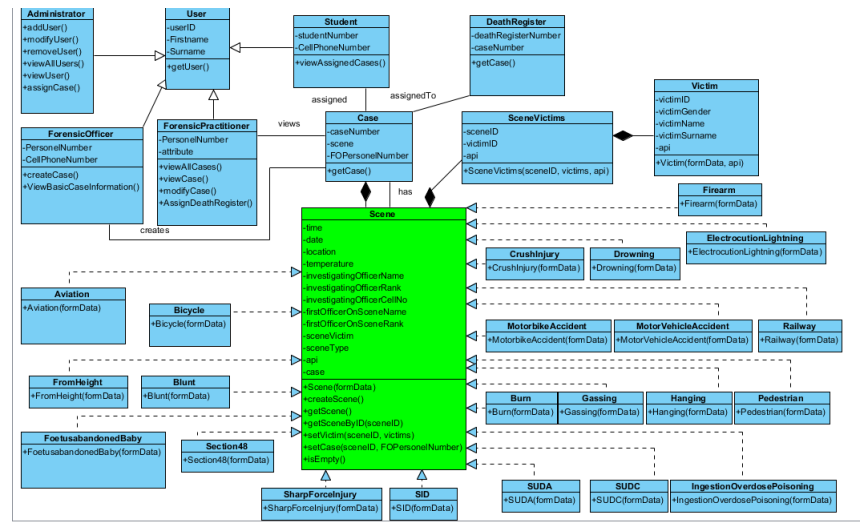 Administrator
+addUser()
+modifyUser()
+removeUser()
+viewAllUsers()
+viewUser()
+assignCase()
User
-userID
-Firstname
-Surname
+getUser()
Student
-studentNumber
-CellPhoneNumber
+viewAssignedCases()
DeathRegister
-deathRegisterNumber
-caseNumber
+getCase()
assigned
assignedTo
ForensicOfficer
-PersonelNumber
-CellPhoneNumber
+createCase()
+ViewBasicCaseInformation()
ForensicPractitioner
-PersonelNumber
-attribute
+viewAllCases()
+viewCase()
+modifyCase()
+AssignDeathRegister()
views
creates
Case
-caseNumber
-scene
-FOPersonelNumber
+getCase()
has
SceneVictims
-sceneID
-victimID
-api
+SceneVictims(sceneID, victims, api)
Victim
-victimID
-victimGender
-victimName
-victimSurname
-api
+Victim(formData, api)
Scene
-time
-date
-location
-temperature
-investigatingOfficerName
-investigatingOfficerRank
-investigatingOfficerCellNo
-firstOfficerOnSceneName
-firstOfficerOnSceneRank
-sceneVictim
-sceneType
-api
-case
+Scene(formData)
+createScene()
+getScene()
+getSceneByID(sceneID)
+setVictim(sceneID, victims)
+setCase(sceneID, FOPersonelNumber)
+isEmpty()
Firearm
+Firearm(formData)
ElectrocutionLightning
+ElectrocutionLightning(formData)
CrushInjury
+CrushInjury(formData)
Drowning
+Drowning(formData)
Aviation
+Aviation(formData)
Bicycle
+Bicycle(formData)
MotorbikeAccident
+MotorbikeAccident(formData)
MotorVehicleAccident
+MotorVehicleAccident(formData)
Railway
+Railway(formData)
FromHeight
+FromHeight(formData)
Blunt
+Blunt(formData)
Burn
+Burn(formData)
Gassing
+Gassing(formData)
Hanging
+Hanging(formData)
Pedestrian
+Pedestrian(formData)
FoetusabandonedBaby
+FoetusabandonedBaby(formData)
Section48
+Section48(formData)
SharpForceInjury
+SharpForceInjury(formData)
SID
+SID(formData)
SUDA
+SUDA(formData)
SUDC
+SUDC(formData)
IngestionOverdosePoisoning
+IngestionOverdosePoisoning(formData)